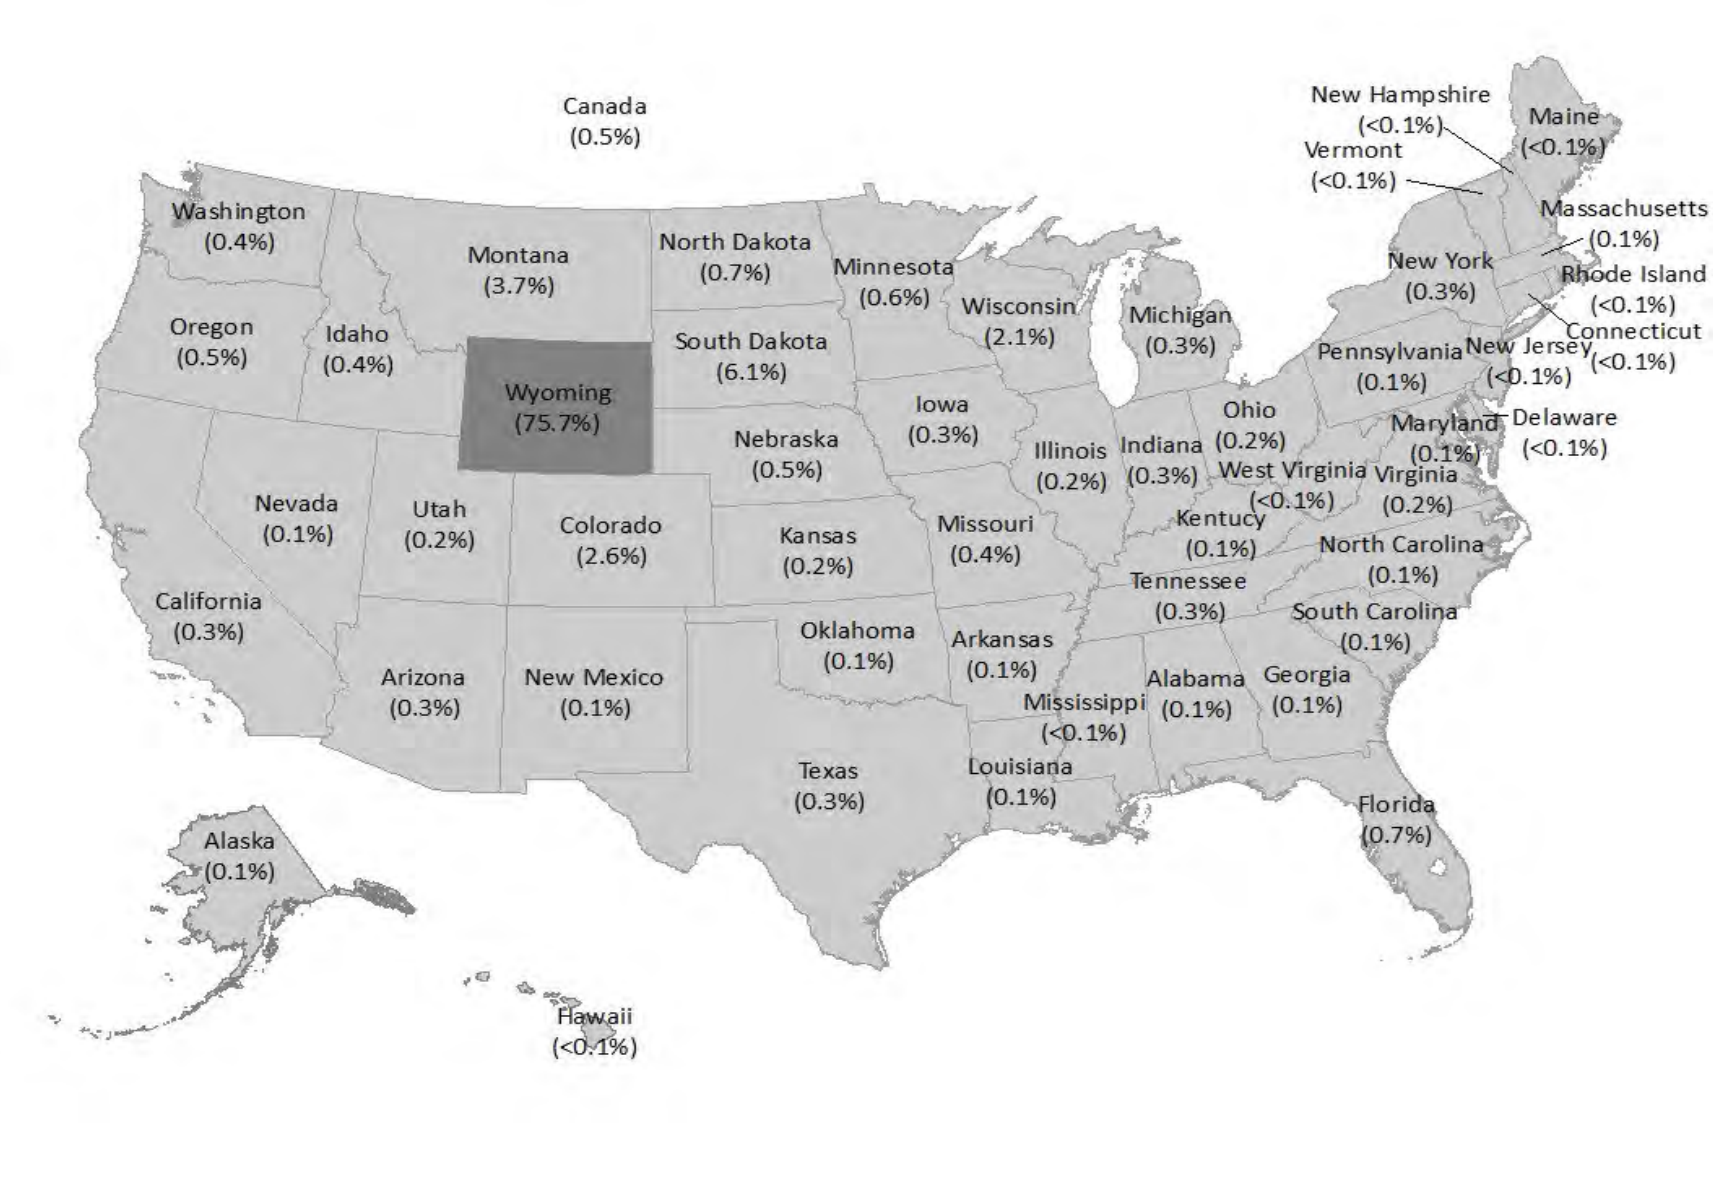 Canada
(0.5%)
New Hampshire
(<0.1%)
Vermont
(<0.1%)
Maine
(<0.1%)
Washington
(0.4%)
Montana
(3.7%)
North Dakota
(0.7%)
Minnesota
(0.6%)
Wisconsin
(2.1%)
Michigan
(0.3%)
New York
(0.3%)
Massachusetts
(0.1%)
Rhode Island
(<0.1%)
Connecticut
(<0.1%)
Oregon
(0.5%)
Idaho
(0.4%)
Wyoming
(75.7%)
South Dakota
(6.1%)
Pennsylvania
(0.1%)
New Jersey
(<0.1%)
Nebraska
(0.5%)
Iowa
(0.3%)
Illinois
(0.2%)
Indiana
(0.3%)
Ohio
(0.2%)
Maryland
(0.1%)
Delaware
(<0.1%)
West Virginia
(<0.1%)
Virginia
(0.2%)
Nevada
(0.1%)
Utah
(0.2%)
Colorado
(2.6%)
Kansas
(0.2%)
Missouri
(0.4%)
Kentucy
(0.1%)
North Carolina
(0.1%)
California
(0.3%)
Tennessee
(0.3%)
South Carolina
(0.1%)
Arizona
(0.3%)
New Mexico
(0.1%)
Oklahoma
(0.1%)
Arkansas
(0.1%)
Mississippi
(<0.1%)
Alabama
(0.1%)
Georgia
(0.1%)
Texas
(0.3%)
Louisiana
(0.1%)
Florida
(0.7%)
Alaska
(0.1%)
Hawaii
(<0.1%)